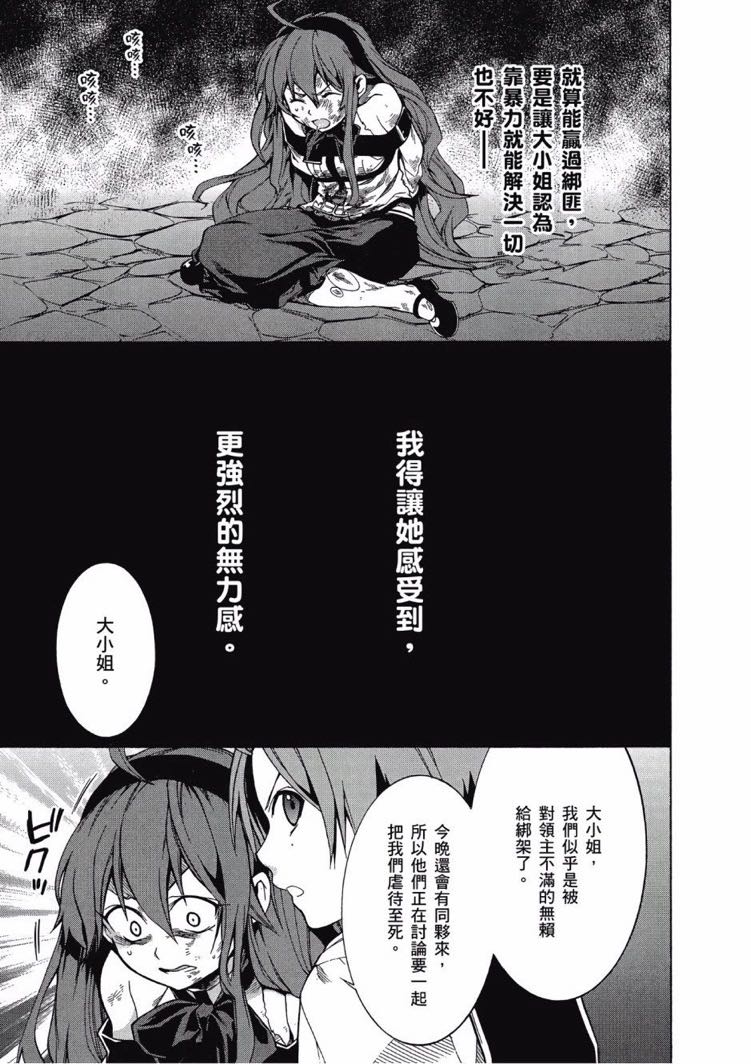 就算能贏過綁匪，
要是讓大小姐認為
靠暴力就能解決一切
也不好——
咳咳…
咳咳…
咳咳…
我得讓她感受到，
更強烈的無力感。
大小姐。
大小姐，
我們似乎是被
對領主不滿的無賴
給綁架了。
今晚還會有同夥來，
所以他們正在討論要一起
把我們虐待至死。
ビクッ